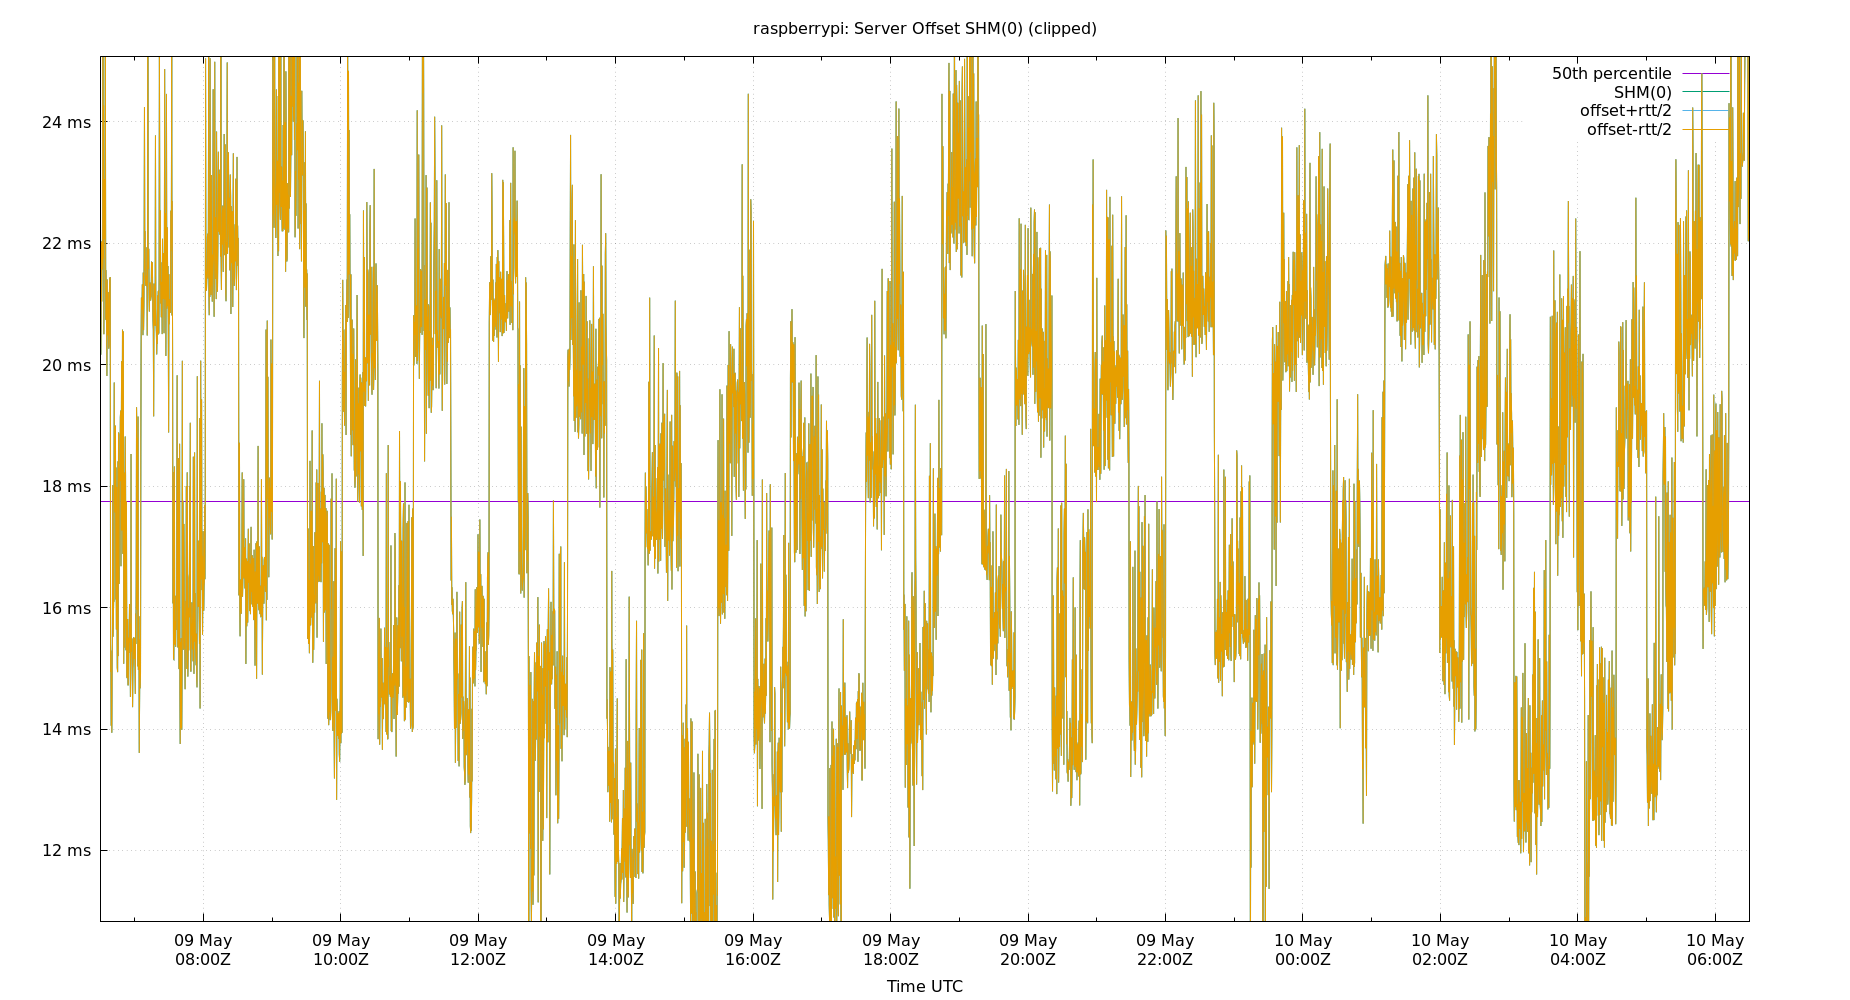 raspberrypi: Server Offset SHM(0) (clipped)
50th percentile
SHM(0)
offset+rtt/2
offset-rtt/2
24 ms
22 ms
20 ms
18 ms
16 ms
14 ms
12 ms
09 May 09 May 09 May 09 May 09 May 09 May 09 May 09 May 10 May 10 May 10 May 10 May
08:00Z 10:00Z 12:00Z 14:00Z 16:00Z 18:00Z 20:00Z 22:00Z 00:00Z 02:00Z 04:00Z 06:00Z
Time UTC